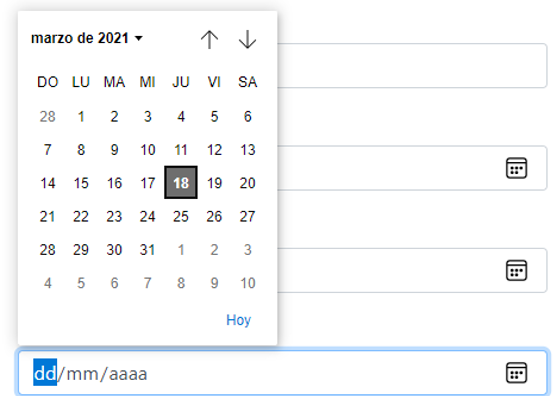 marzo de 2021
DO LU MA MI JU VI SA
28 1 2 3 4 5 6
7 8 9 10 11 12 13
14 15 16 17 18 19 20
21 22 23 24 25 26 27
28 29 30 31 1 2 3
4 5 6 7 8 9 10
Hoy
dd/mm/aaaa